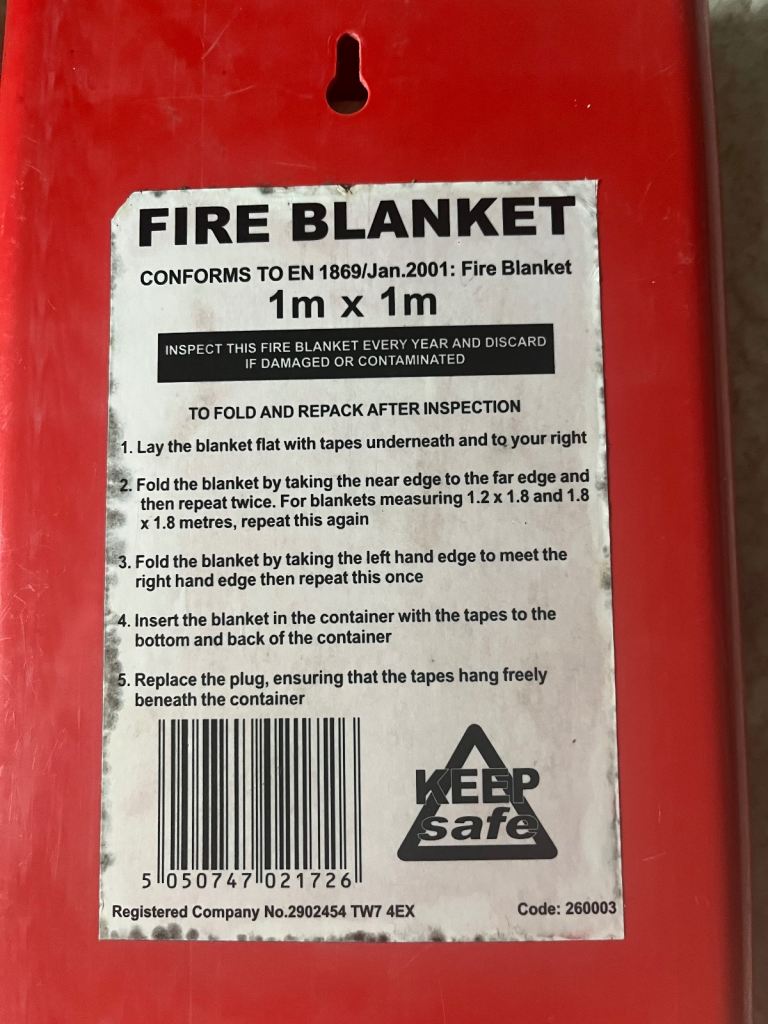 FIRE BLANKET
CONFORMS TO EN 1869/Jan.2001: Fire Blanket
1m x 1m
INSPECT THIS FIRE BLANKET EVERY YEAR AND DISCARD
IF DAMAGED OR CONTAMINATED
TO FOLD AND REPACK AFTER INSPECTION
1. Lay the blanket flat with tapes underneath and to your right
2. Fold the blanket by taking the near edge to the far edge and
then repeat twice. For blankets measuring 1.2 x 1.8 and 1.8
x 1.8 metres, repeat this again
3. Fold the blanket by taking the left hand edge to meet the
right hand edge then repeat this once
4. Insert the blanket in the container with the tapes to the
bottom and back of the container
5. Replace the plug, ensuring that the tapes hang freely
beneath the container
KEEP
safe
5 050747 021726
Registered Company No.2902454 TW7 4EX Code: 260003